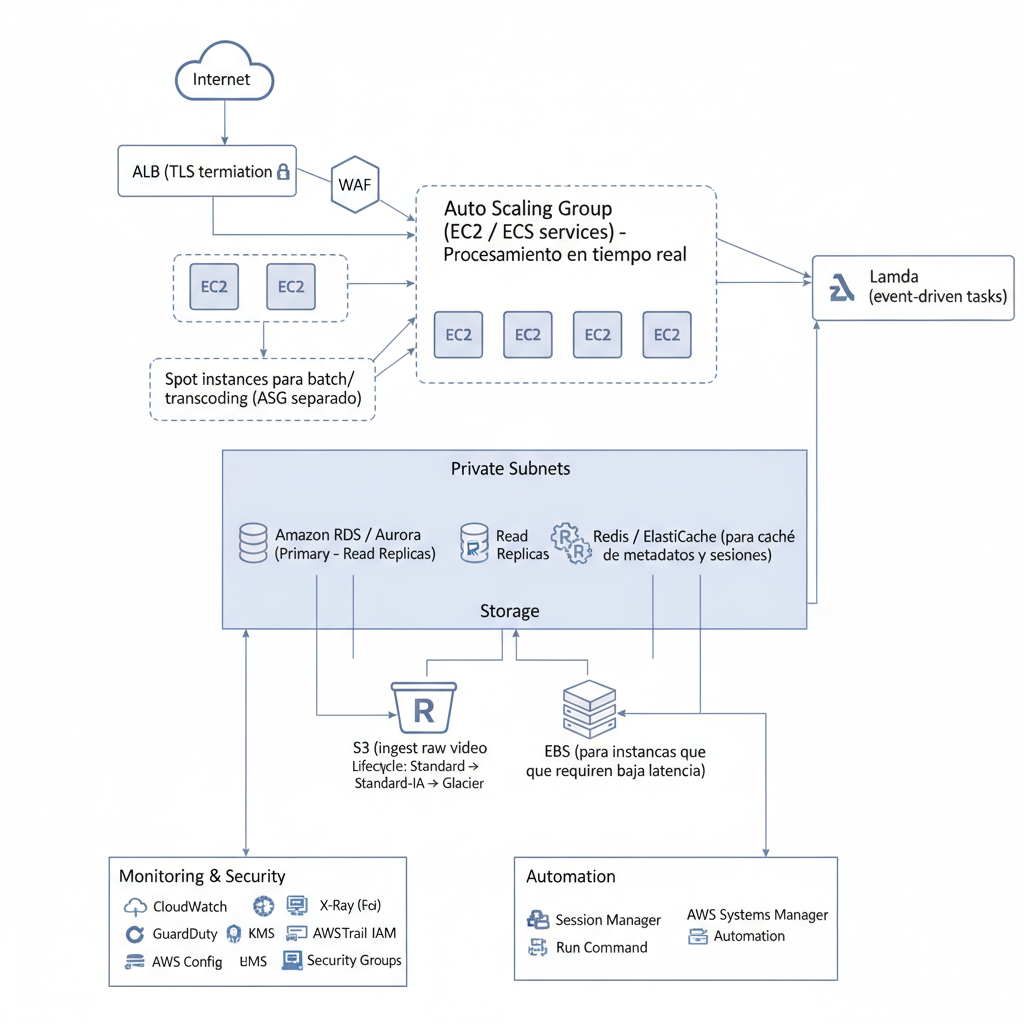 Internet
ALB (TLS termiation
WAF
Auto Scaling Group
(EC2 / ECS services) -
Procesamiento en tiempo real
EC2
EC2
EC2
EC2
EC2
EC2
Lamda
(event-driven tasks)
Spot instances para batch/
transcoding (ASG separado)
Private Subnets
Amazon RDS / Aurora
(Primary - Read Replicas)
R
Read
Replicas
R
R
Redis / ElastiCache (para caché
de metadatos y sesiones)
Storage
R
S3 (ingest raw video
Lifecycle: Standard →
Standard-IA → Glacier
EBS (para instancas que
que requiren baja latencia)
Monitoring & Security
CloudWatch
X-Ray
GuardDuty
KMS
AWSTrail IAM
AWS Config
Security Groups
Automation
Session Manager
AWS Systems Manager
Run Command
Automation